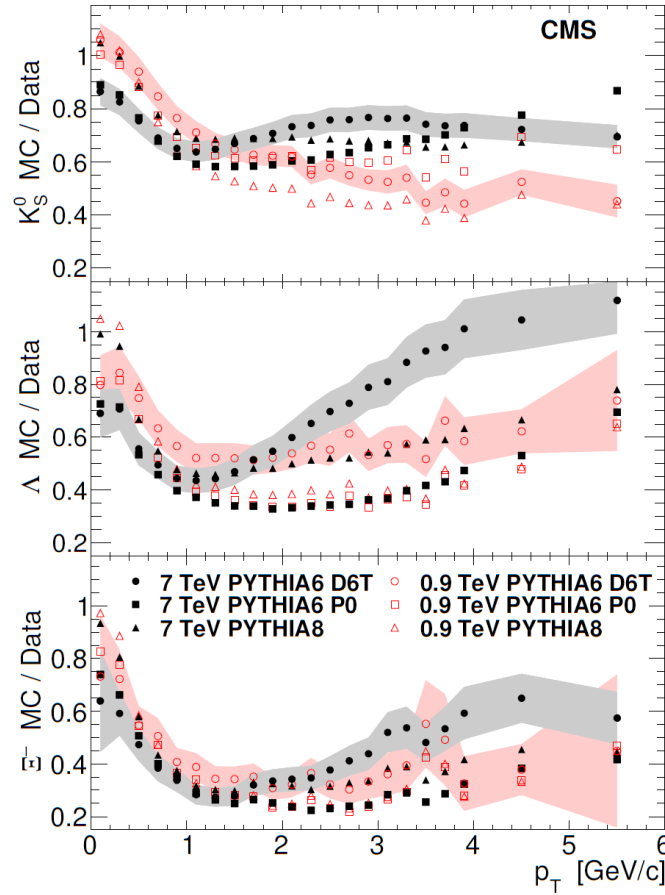 CMS
K⁰_S MC / Data
1
0.8
0.6
0.4
0.2
Λ MC / Data
1
0.8
0.6
0.4
0.2
Ξ⁻ MC / Data
1
0.8
0.6
0.4
0.2
7 TeV PYTHIA6 D6T
7 TeV PYTHIA6 P0
7 TeV PYTHIA8
0.9 TeV PYTHIA6 D6T
0.9 TeV PYTHIA6 P0
0.9 TeV PYTHIA8
0 1 2 3 4 5 6
p_T [GeV/c]